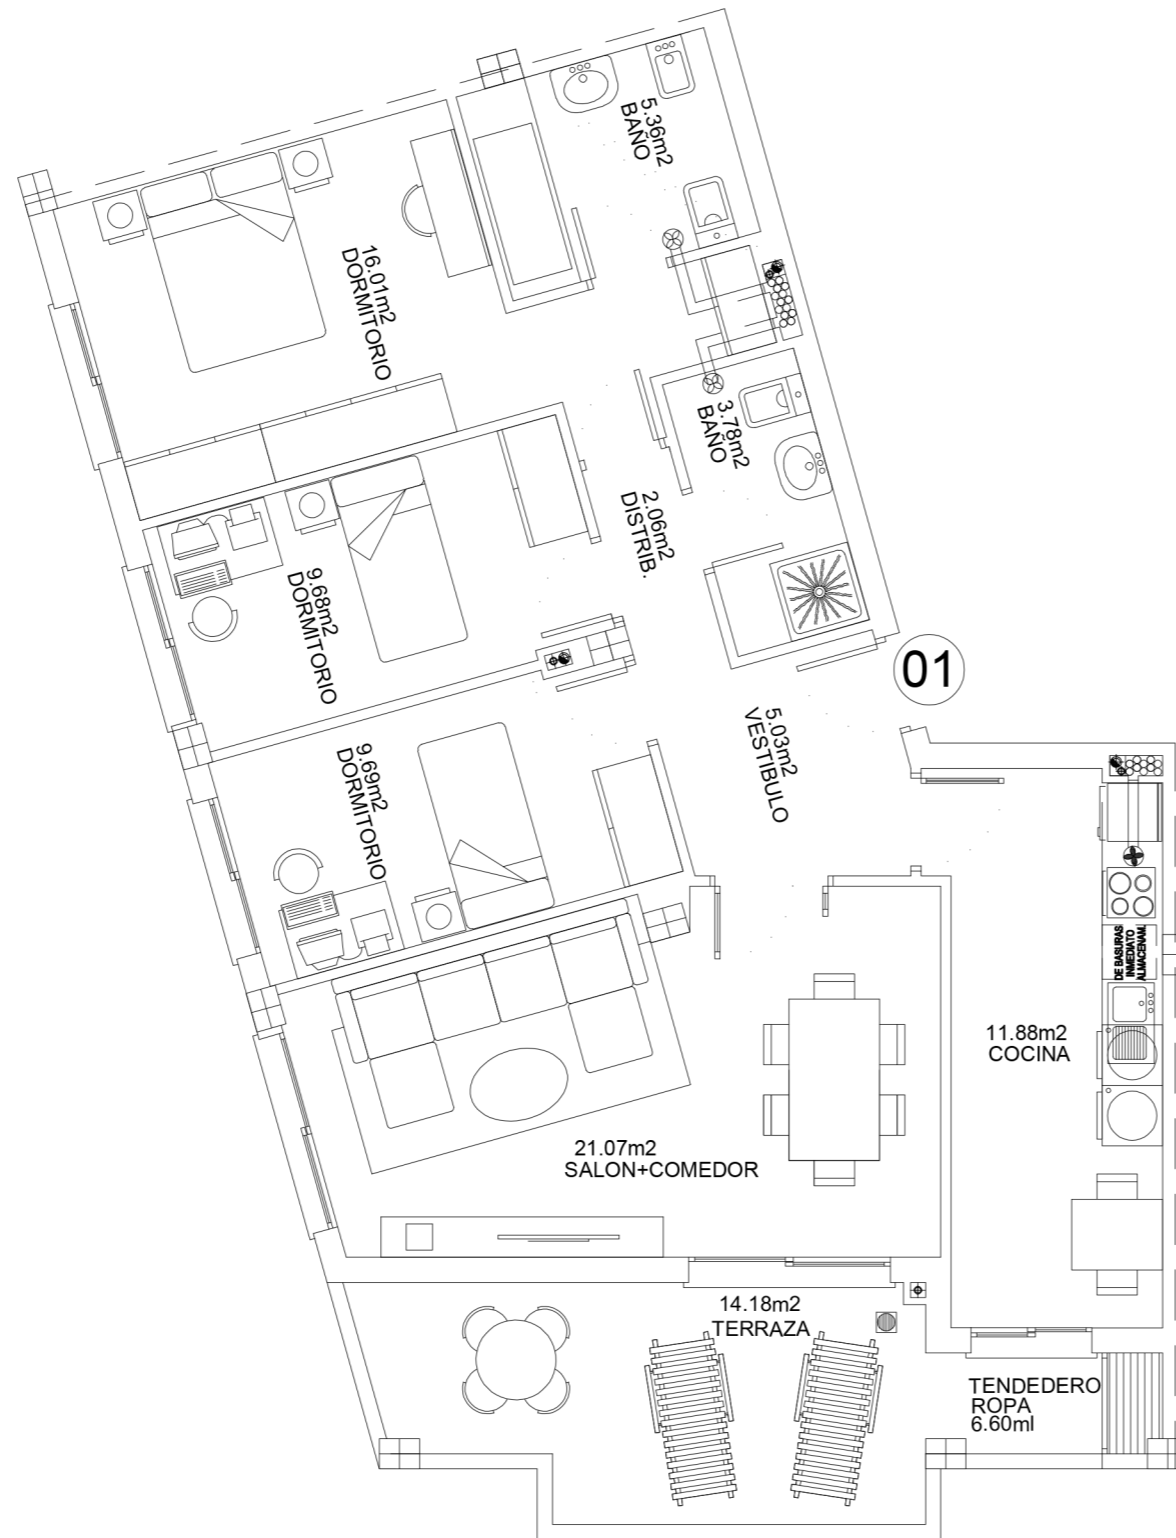 5.36m2
BAÑO
16.01m2
DORMITORIO
3.78m2
BAÑO
2.06m2
DISTRIB.
9.68m2
DORMITORIO
01
5.03m2
VESTIBULO
9.69m2
DORMITORIO
DE BASURAS
INMEDIATO
ALMACENAM.
11.88m2
COCINA
21.07m2
SALON+COMEDOR
14.18m2
TERRAZA
TENDEDERO
ROPA
6.60ml